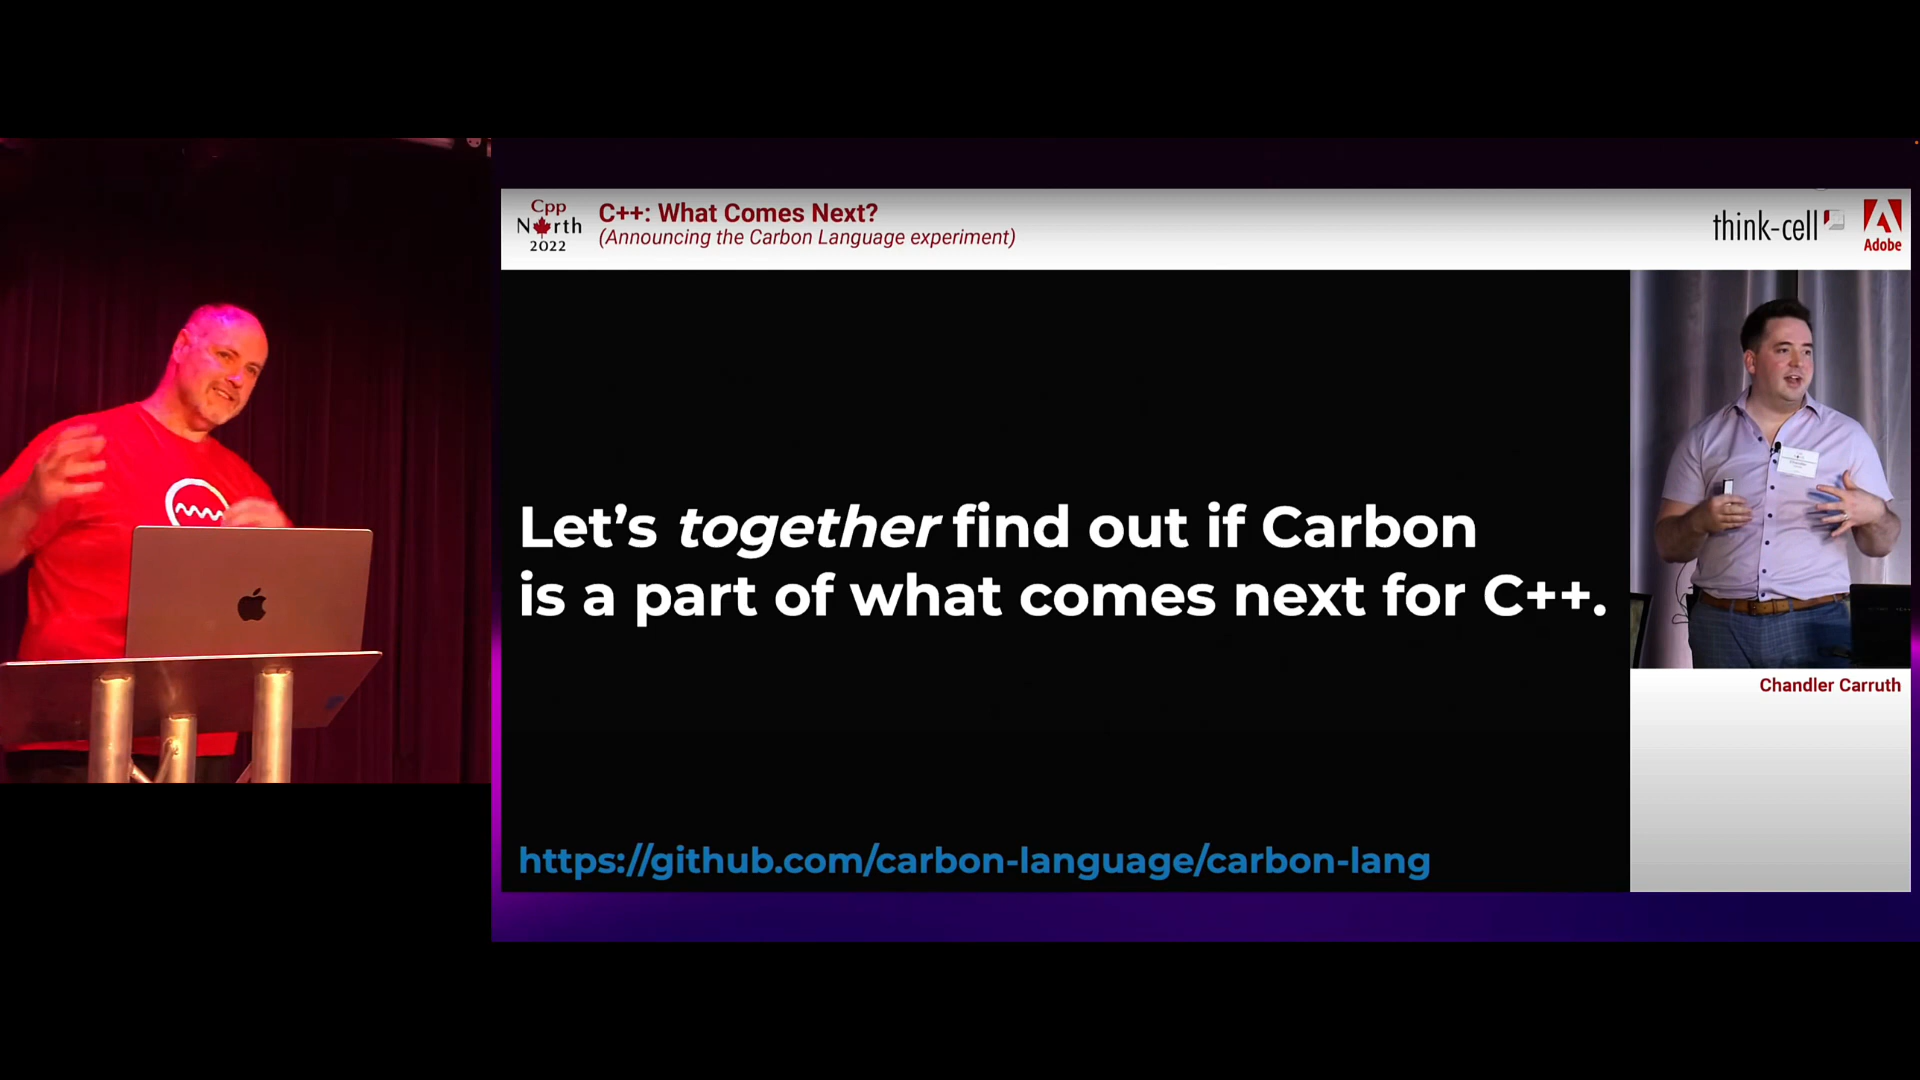 Cpp
North
2022
C++: What Comes Next?
(Announcing the Carbon Language experiment)
think-cell
Adobe
Let's together find out if Carbon
is a part of what comes next for C++.
https://github.com/carbon-language/carbon-lang
Chandler Carruth